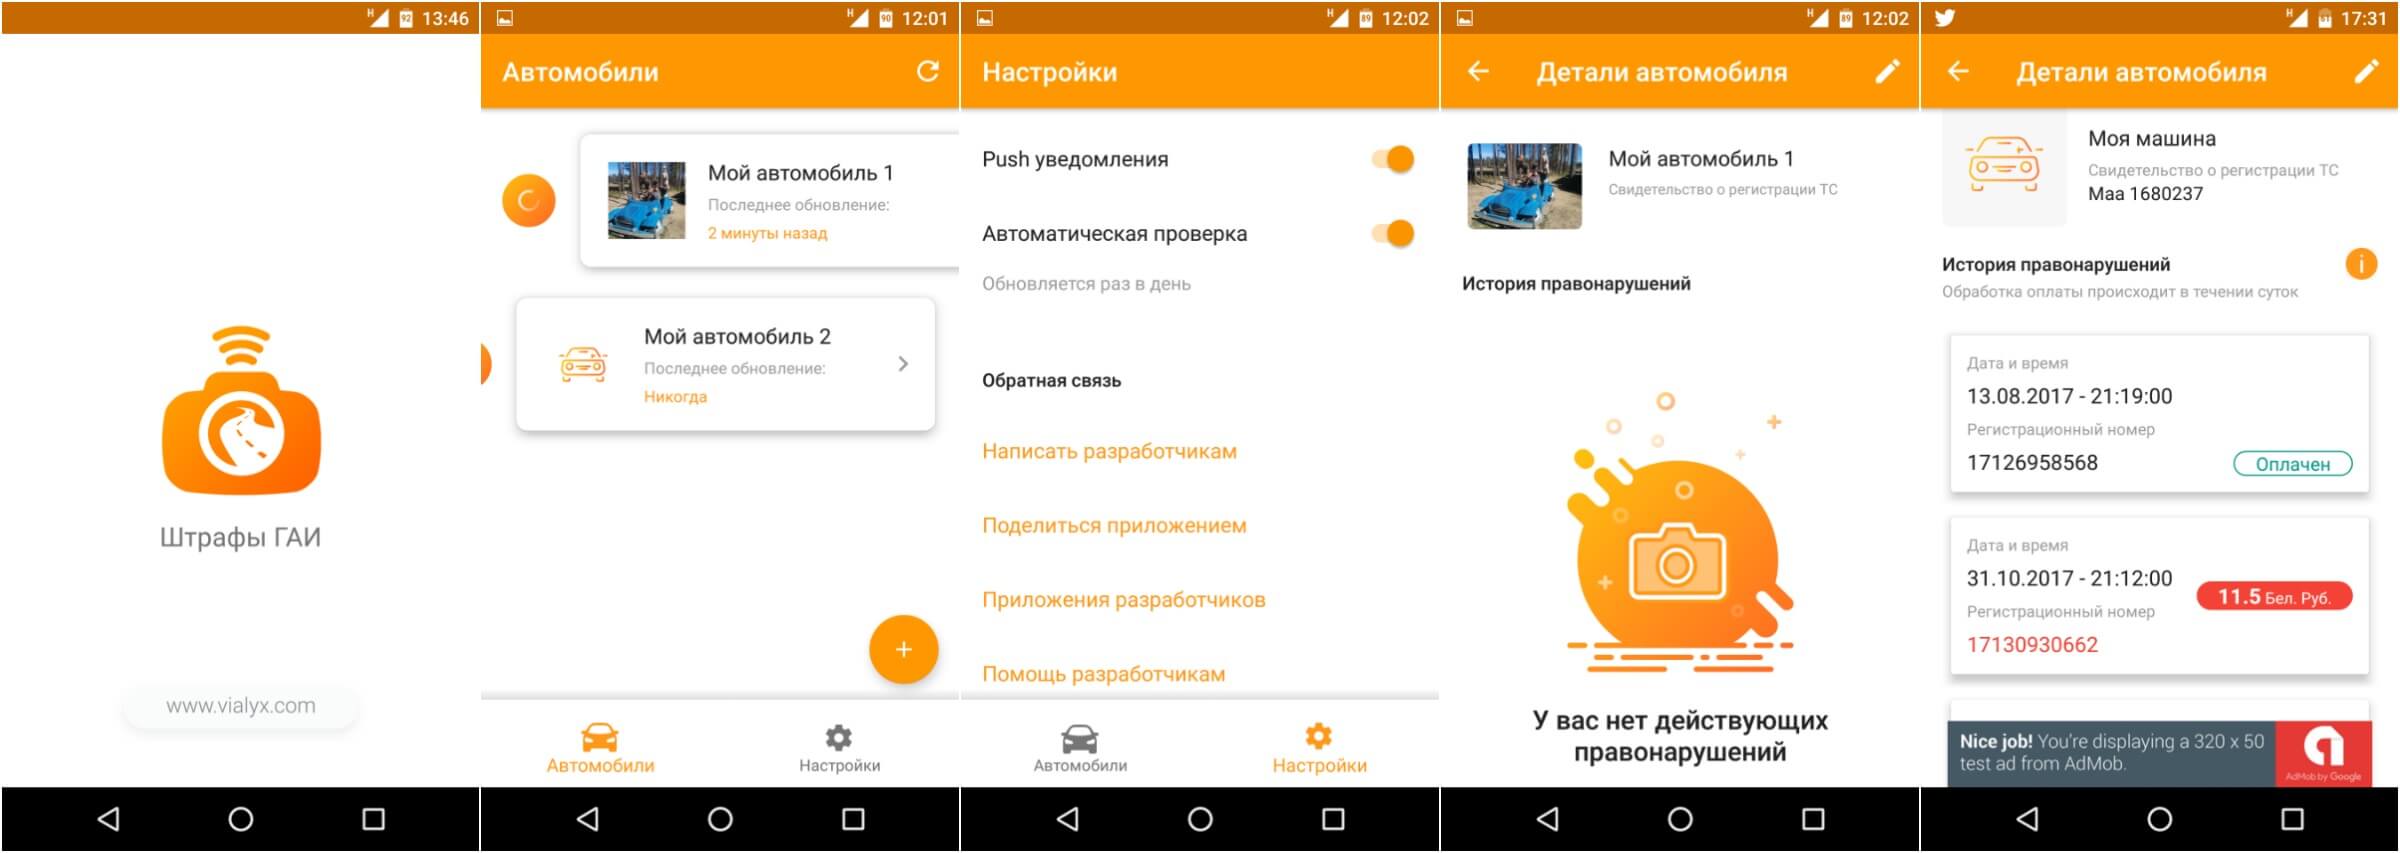 H 92 13:46
Штрафы ГАИ
www.vialyx.com
H 90 12:01
Автомобили
Мой автомобиль 1
Последнее обновление:
2 минуты назад
Мой автомобиль 2
Последнее обновление:
Никогда
+
Автомобили
Настройки
H 89 12:02
Настройки
Push уведомления
Автоматическая проверка
Обновляется раз в день
Обратная связь
Написать разработчикам
Поделиться приложением
Приложения разработчиков
Помощь разработчикам
Автомобили
Настройки
H 89 12:02
Детали автомобиля
Мой автомобиль 1
Свидетельство о регистрации ТС
История правонарушений
У вас нет действующих
правонарушений
H 17:31
Детали автомобиля
Моя машина
Свидетельство о регистрации ТС
Маа 1680237
История правонарушений
i
Обработка оплаты происходит в течении суток
Дата и время
13.08.2017 - 21:19:00
Регистрационный номер
17126958568
Оплачен
Дата и время
31.10.2017 - 21:12:00
11.5 Бел. Руб.
Регистрационный номер
17130930662
Nice job! You're displaying a 320 x 50
test ad from AdMob.
AdMob by Google